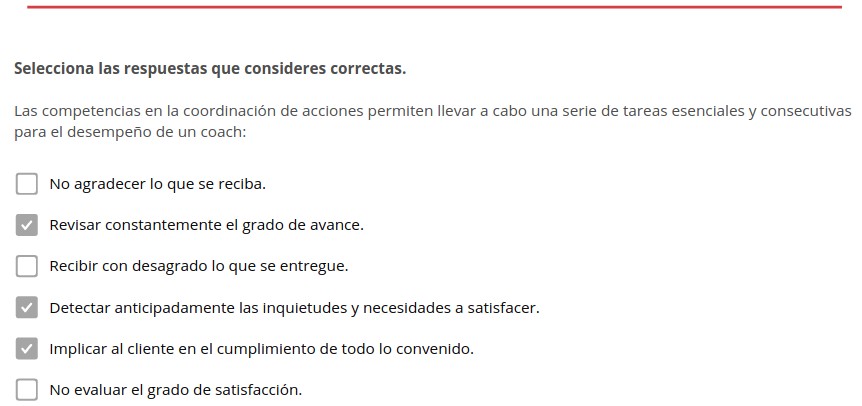 Selecciona las respuestas que consideres correctas.
Las competencias en la coordinación de acciones permiten llevar a cabo una serie de tareas esenciales y consecutivas
para el desempeño de un coach:
No agradecer lo que se reciba.
Revisar constantemente el grado de avance.
Recibir con desagrado lo que se entregue.
Detectar anticipadamente las inquietudes y necesidades a satisfacer.
Implicar al cliente en el cumplimiento de todo lo convenido.
No evaluar el grado de satisfacción.